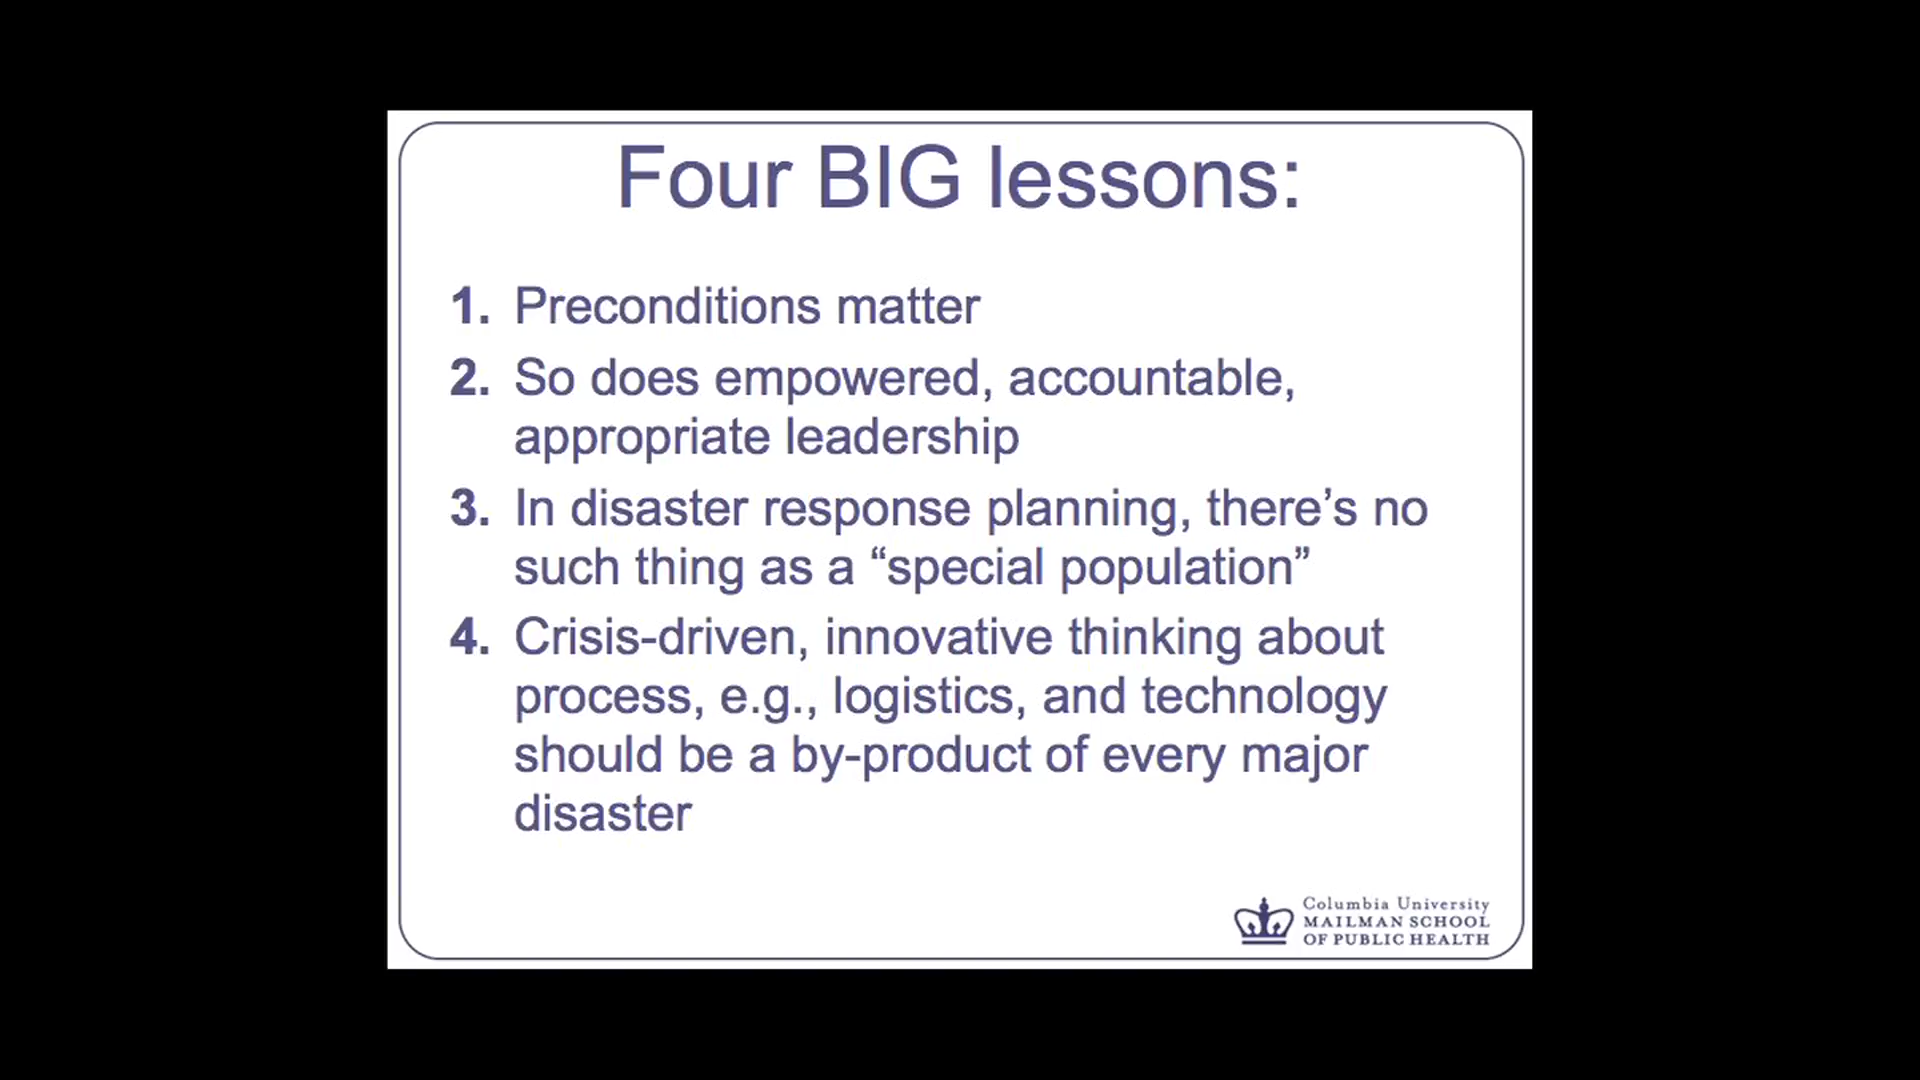 Four BIG lessons:
1. Preconditions matter
2. So does empowered, accountable,
appropriate leadership
3. In disaster response planning, there’s no
such thing as a “special population”
4. Crisis-driven, innovative thinking about
process, e.g., logistics, and technology
should be a by-product of every major
disaster
Columbia University
MAILMAN SCHOOL
OF PUBLIC HEALTH